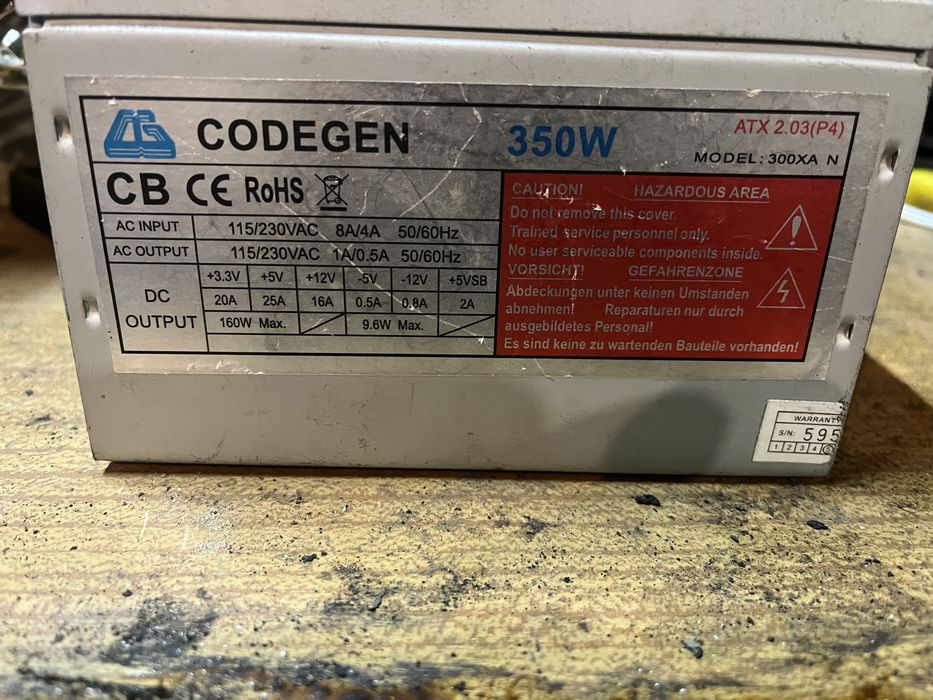 CODEGEN 350W ATX 2.03(P4)
MODEL: 300XA N
CB CE RoHS
AC INPUT 115/230VAC 8A/4A 50/60Hz
AC OUTPUT 115/230VAC 1A/0.5A 50/60Hz
DC OUTPUT +3.3V +5V +12V -5V -12V +5VSB
20A 25A 16A 0.5A 0.8A 2A
160W Max. 9.6W Max.
CAUTION! HAZARDOUS AREA
Do not remove this cover.
Trained service personnel only.
No user serviceable components inside.
VORSICHT! GEFAHRENZONE
Abdeckungen unter keinen Umstanden
abnehmen! Reparaturen nur durch
ausgebildetes Personal!
Es sind keine zu wartenden Bauteile vorhanden!
WARRANTY
S/N: 595
1 2 3 4